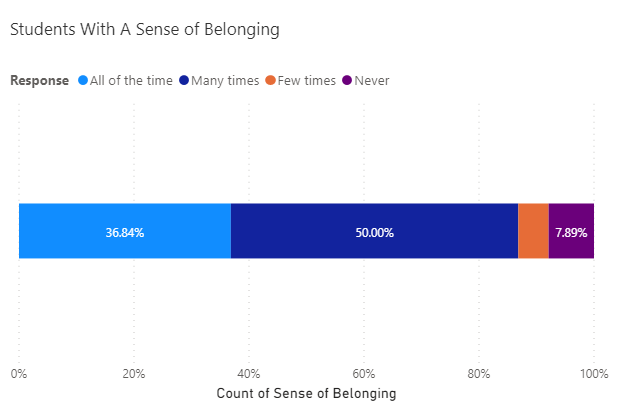 Students With A Sense of Belonging
Response All of the time Many times Few times Never
36.84% 50.00% 7.89%
0% 20% 40% 60% 80% 100%
Count of Sense of Belonging